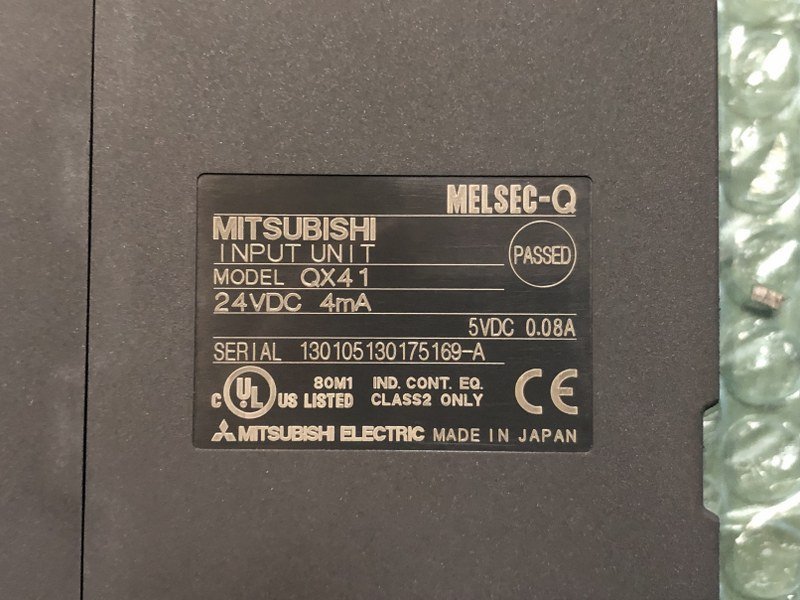 MELSEC-Q
MITSUBISHI
INPUT UNIT
PASSED
MODEL QX41
24VDC 4mA
5VDC 0.08A
SERIAL 130105130175169-A
C UL US LISTED 80M1 IND. CONT. EQ.
CLASS2 ONLY
CE
MITSUBISHI ELECTRIC MADE IN JAPAN